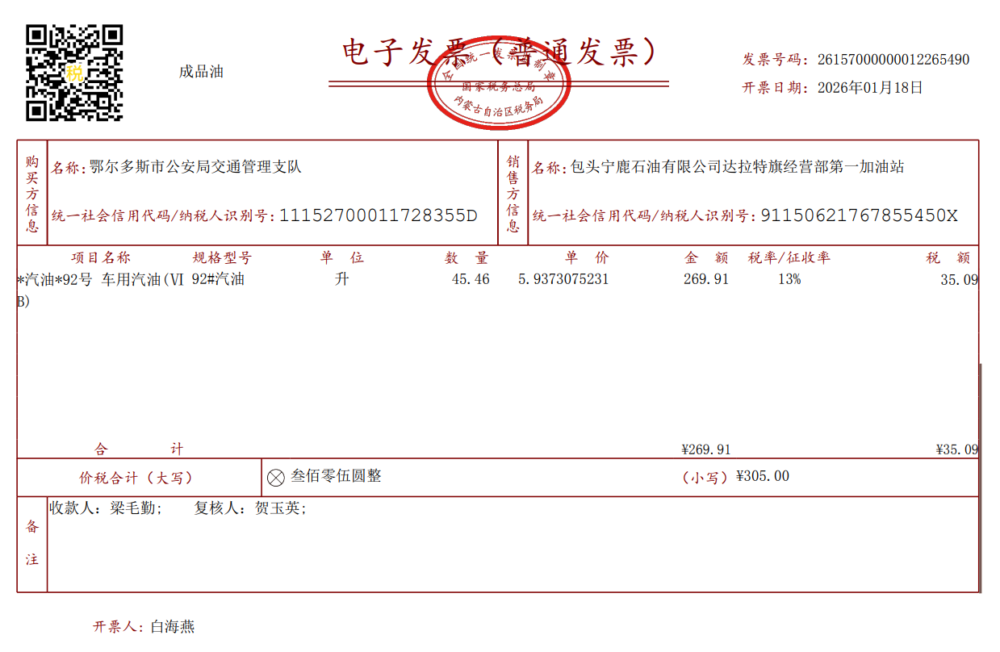 电子发票（普通发票）
全国统一发票监制章
国家税务总局
内蒙古自治区税务局
税
成品油
发票号码：26157000000012265490
开票日期：2026年01月18日
购买方信息
名称：鄂尔多斯市公安局交通管理支队
统一社会信用代码/纳税人识别号：11152700011728355D
销售方信息
名称：包头宁鹿石油有限公司达拉特旗经营部第一加油站
统一社会信用代码/纳税人识别号：91150621767855450X
项目名称 规格型号 单 位 数 量 单 价 金 额 税率/征收率 税 额
*汽油*92号 车用汽油(VI 92#汽油 升 45.46 5.9373075231 269.91 13% 35.09
B)
合 计 ¥269.91 ¥35.09
价税合计（大写） 叁佰零伍圆整 （小写）¥305.00
备注
收款人：梁毛勤; 复核人：贺玉英;
开票人：白海燕